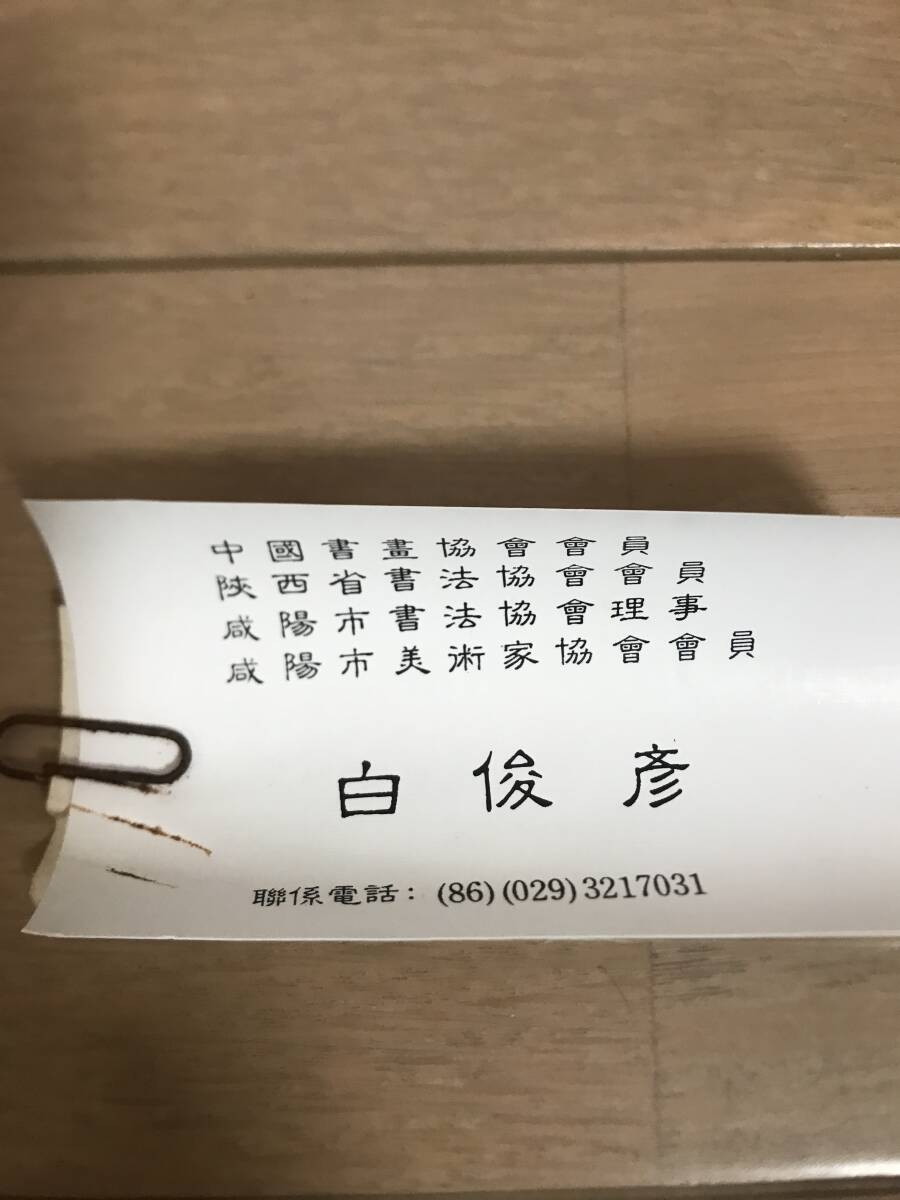 中國書畫協會會員
陝西省書法協會會員
咸陽市書法協會理事
咸陽市美術家協會會員
白俊彥
聯係電話：(86)(029)3217031